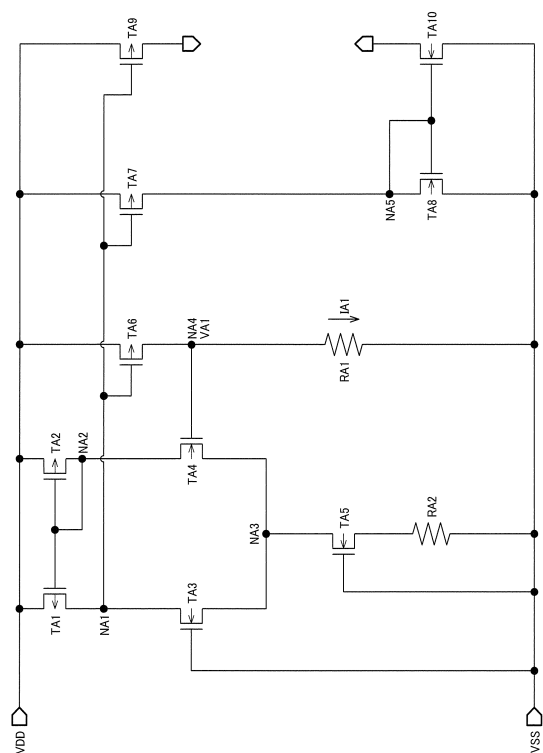 VDD
TA1
TA2
NA2
NA1
TA3
TA4
NA3
TA5
RA2
TA6
NA4
VA1
RA1
IA1
TA7
NA5
TA8
TA9
TA10
VSS